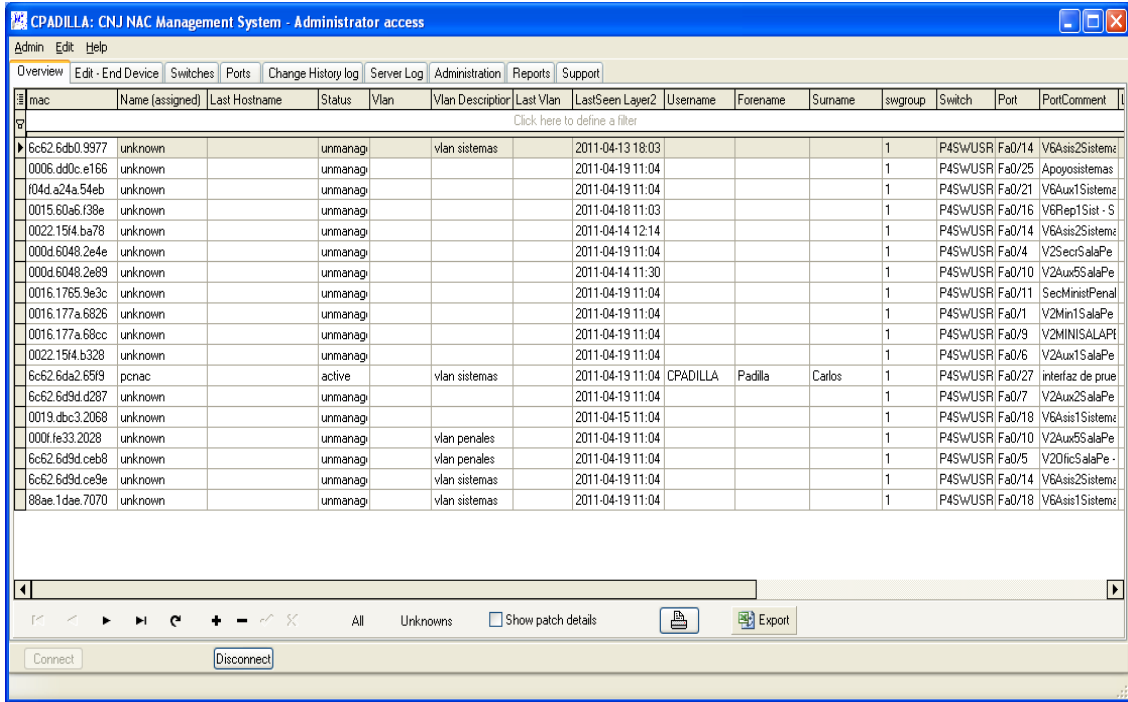 CPADILLA: CNJ NAC Management System - Administrator access
Admin Edit Help
Overview Edit - End Device Switches Ports Change History log Server Log Administration Reports Support
mac Name (assigned) Last Hostname Status Vlan Vlan Description Last Vlan LastSeen Layer2 Username Forename Surname swgroup Switch Port PortComment L
Click here to define a filter
6c62.6db0.9977 unknown unmanag vlan sistemas 2011-04-13 18:03 1 P4SWUSR Fa0/14 V6Asis2Sistema
0006.dd0c.e166 unknown unmanag 2011-04-19 11:04 1 P4SWUSR Fa0/25 Apoyosistemas
f04d.a24a.54eb unknown unmanag 2011-04-19 11:04 1 P4SWUSR Fa0/21 V6Aux1Sistema
0015.60a6.f38e unknown unmanag 2011-04-18 11:03 1 P4SWUSR Fa0/16 V6Rep1Sist - S
0022.15f4.ba78 unknown unmanag 2011-04-14 12:14 1 P4SWUSR Fa0/14 V6Asis2Sistema
000d.6048.2e4e unknown unmanag 2011-04-19 11:04 1 P4SWUSR Fa0/4 V2SecrSalaPe
000d.6048.2e89 unknown unmanag 2011-04-14 11:30 1 P4SWUSR Fa0/10 V2Aux5SalaPe
0016.1765.9e3c unknown unmanag 2011-04-19 11:04 1 P4SWUSR Fa0/11 SecMinistPenal
0016.177a.6826 unknown unmanag 2011-04-19 11:04 1 P4SWUSR Fa0/1 V2Min1SalaPe
0016.177a.68cc unknown unmanag 2011-04-19 11:04 1 P4SWUSR Fa0/9 V2MINISALAPE
0022.15f4.b328 unknown unmanag 2011-04-19 11:04 1 P4SWUSR Fa0/6 V2Aux1SalaPe
6c62.6da2.65f9 pcnac active vlan sistemas 2011-04-19 11:04 CPADILLA Padilla Carlos 1 P4SWUSR Fa0/27 interfaz de prue
6c62.6d9d.d287 unknown unmanag 2011-04-19 11:04 1 P4SWUSR Fa0/7 V2Aux2SalaPe
0019.dbc3.2068 unknown unmanag 2011-04-15 11:04 1 P4SWUSR Fa0/18 V6Asis1Sistema
000f.fe33.2028 unknown unmanag vlan penales 2011-04-19 11:04 1 P4SWUSR Fa0/10 V2Aux5SalaPe
6c62.6d9d.ceb8 unknown unmanag vlan penales 2011-04-19 11:04 1 P4SWUSR Fa0/5 V2OficSalaPe -
6c62.6d9d.ce9e unknown unmanag vlan sistemas 2011-04-19 11:04 1 P4SWUSR Fa0/14 V6Asis2Sistema
88ae.1dae.7070 unknown unmanag vlan sistemas 2011-04-19 11:04 1 P4SWUSR Fa0/18 V6Asis1Sistema
All Unknowns Show patch details Export
Connect Disconnect